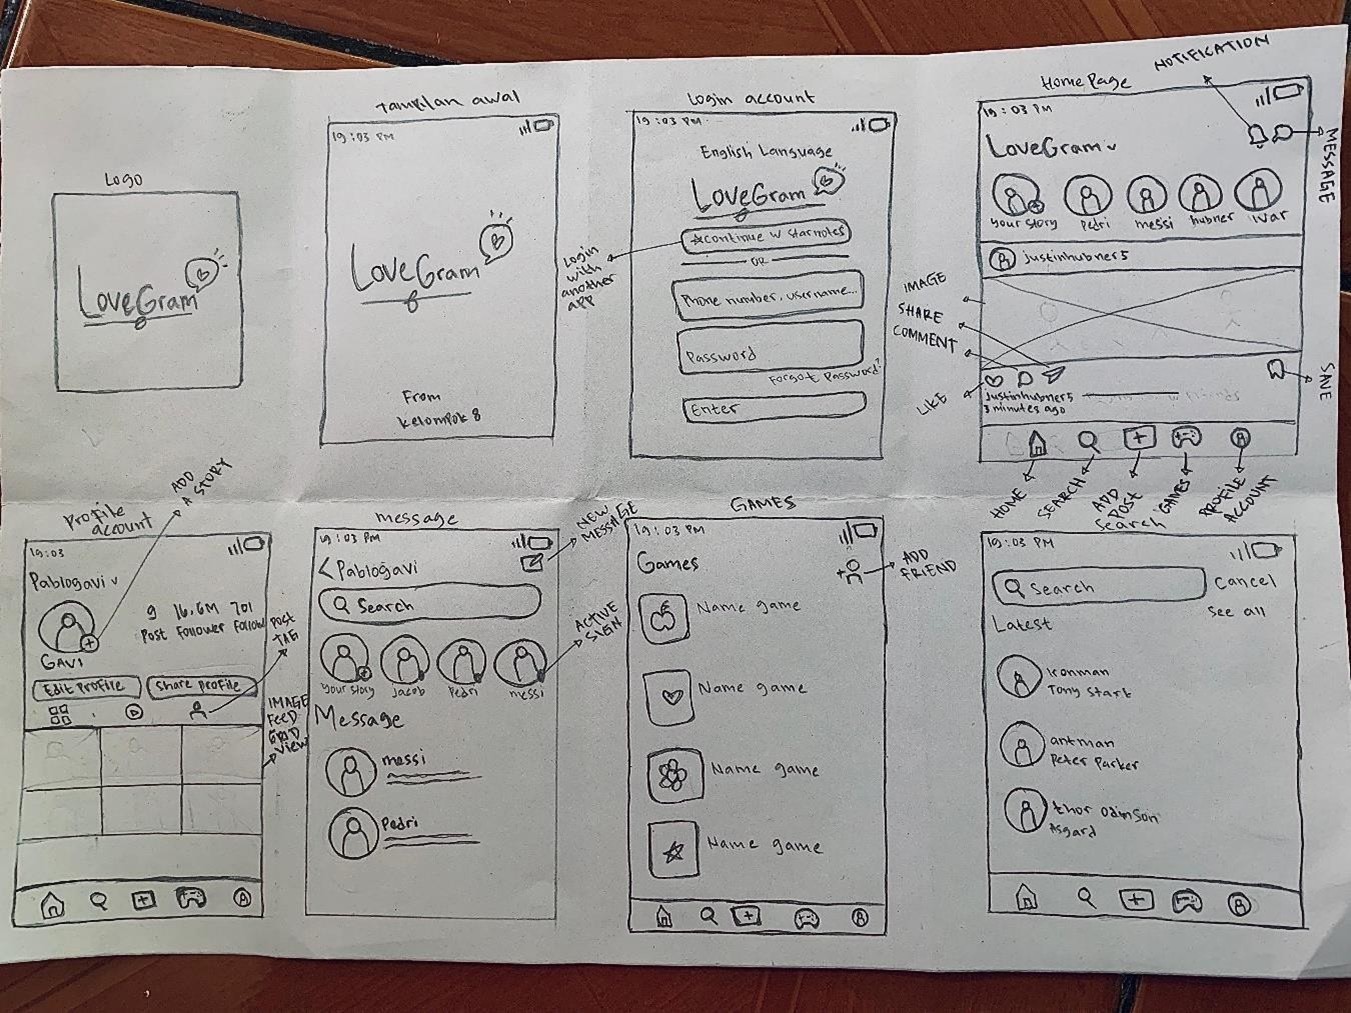 Logo
LoveGram
Tampilan awal
19:03 PM
LoveGram
From
kelompok 8
Login account
19:03 PM
English Language
LoveGram
continue w starnotes
OR
Phone number, username...
Password
Forgot Password?
Enter
Login
with
another
app
Home Page
NOTIFICATION
MESSAGE
19:03 PM
LoveGram
your story
Pedri
messi
hubner
ivar
justinhubner5
IMAGE
SHARE
COMMENT
LIKE
SAVE
justinhubner5
3 minutes ago
HOME
SEARCH
ADD
POST
GAMES
PROFILE
ACCOUNT
Profile
account
ADD
A STORY
19:03
Pablogavi
9 16,6M 701
Post follower follow
GAVI
Edit Profile
Share Profile
POST
TAG
IMAGE
FEED
GRID
VIEW
message
NEW
MESSAGE
19:03 PM
<Pablogavi
Search
ACTIVE
SIGN
your story
Jacob
Pedri
messi
Message
messi
Pedri
GAMES
19:03 PM
Games
ADD
FRIEND
Name game
Name game
Name game
Name game
Search
19:03 PM
Search
Cancel
See all
Latest
Ironman
Tony Stark
antman
Peter Parker
thor odinson
Asgard